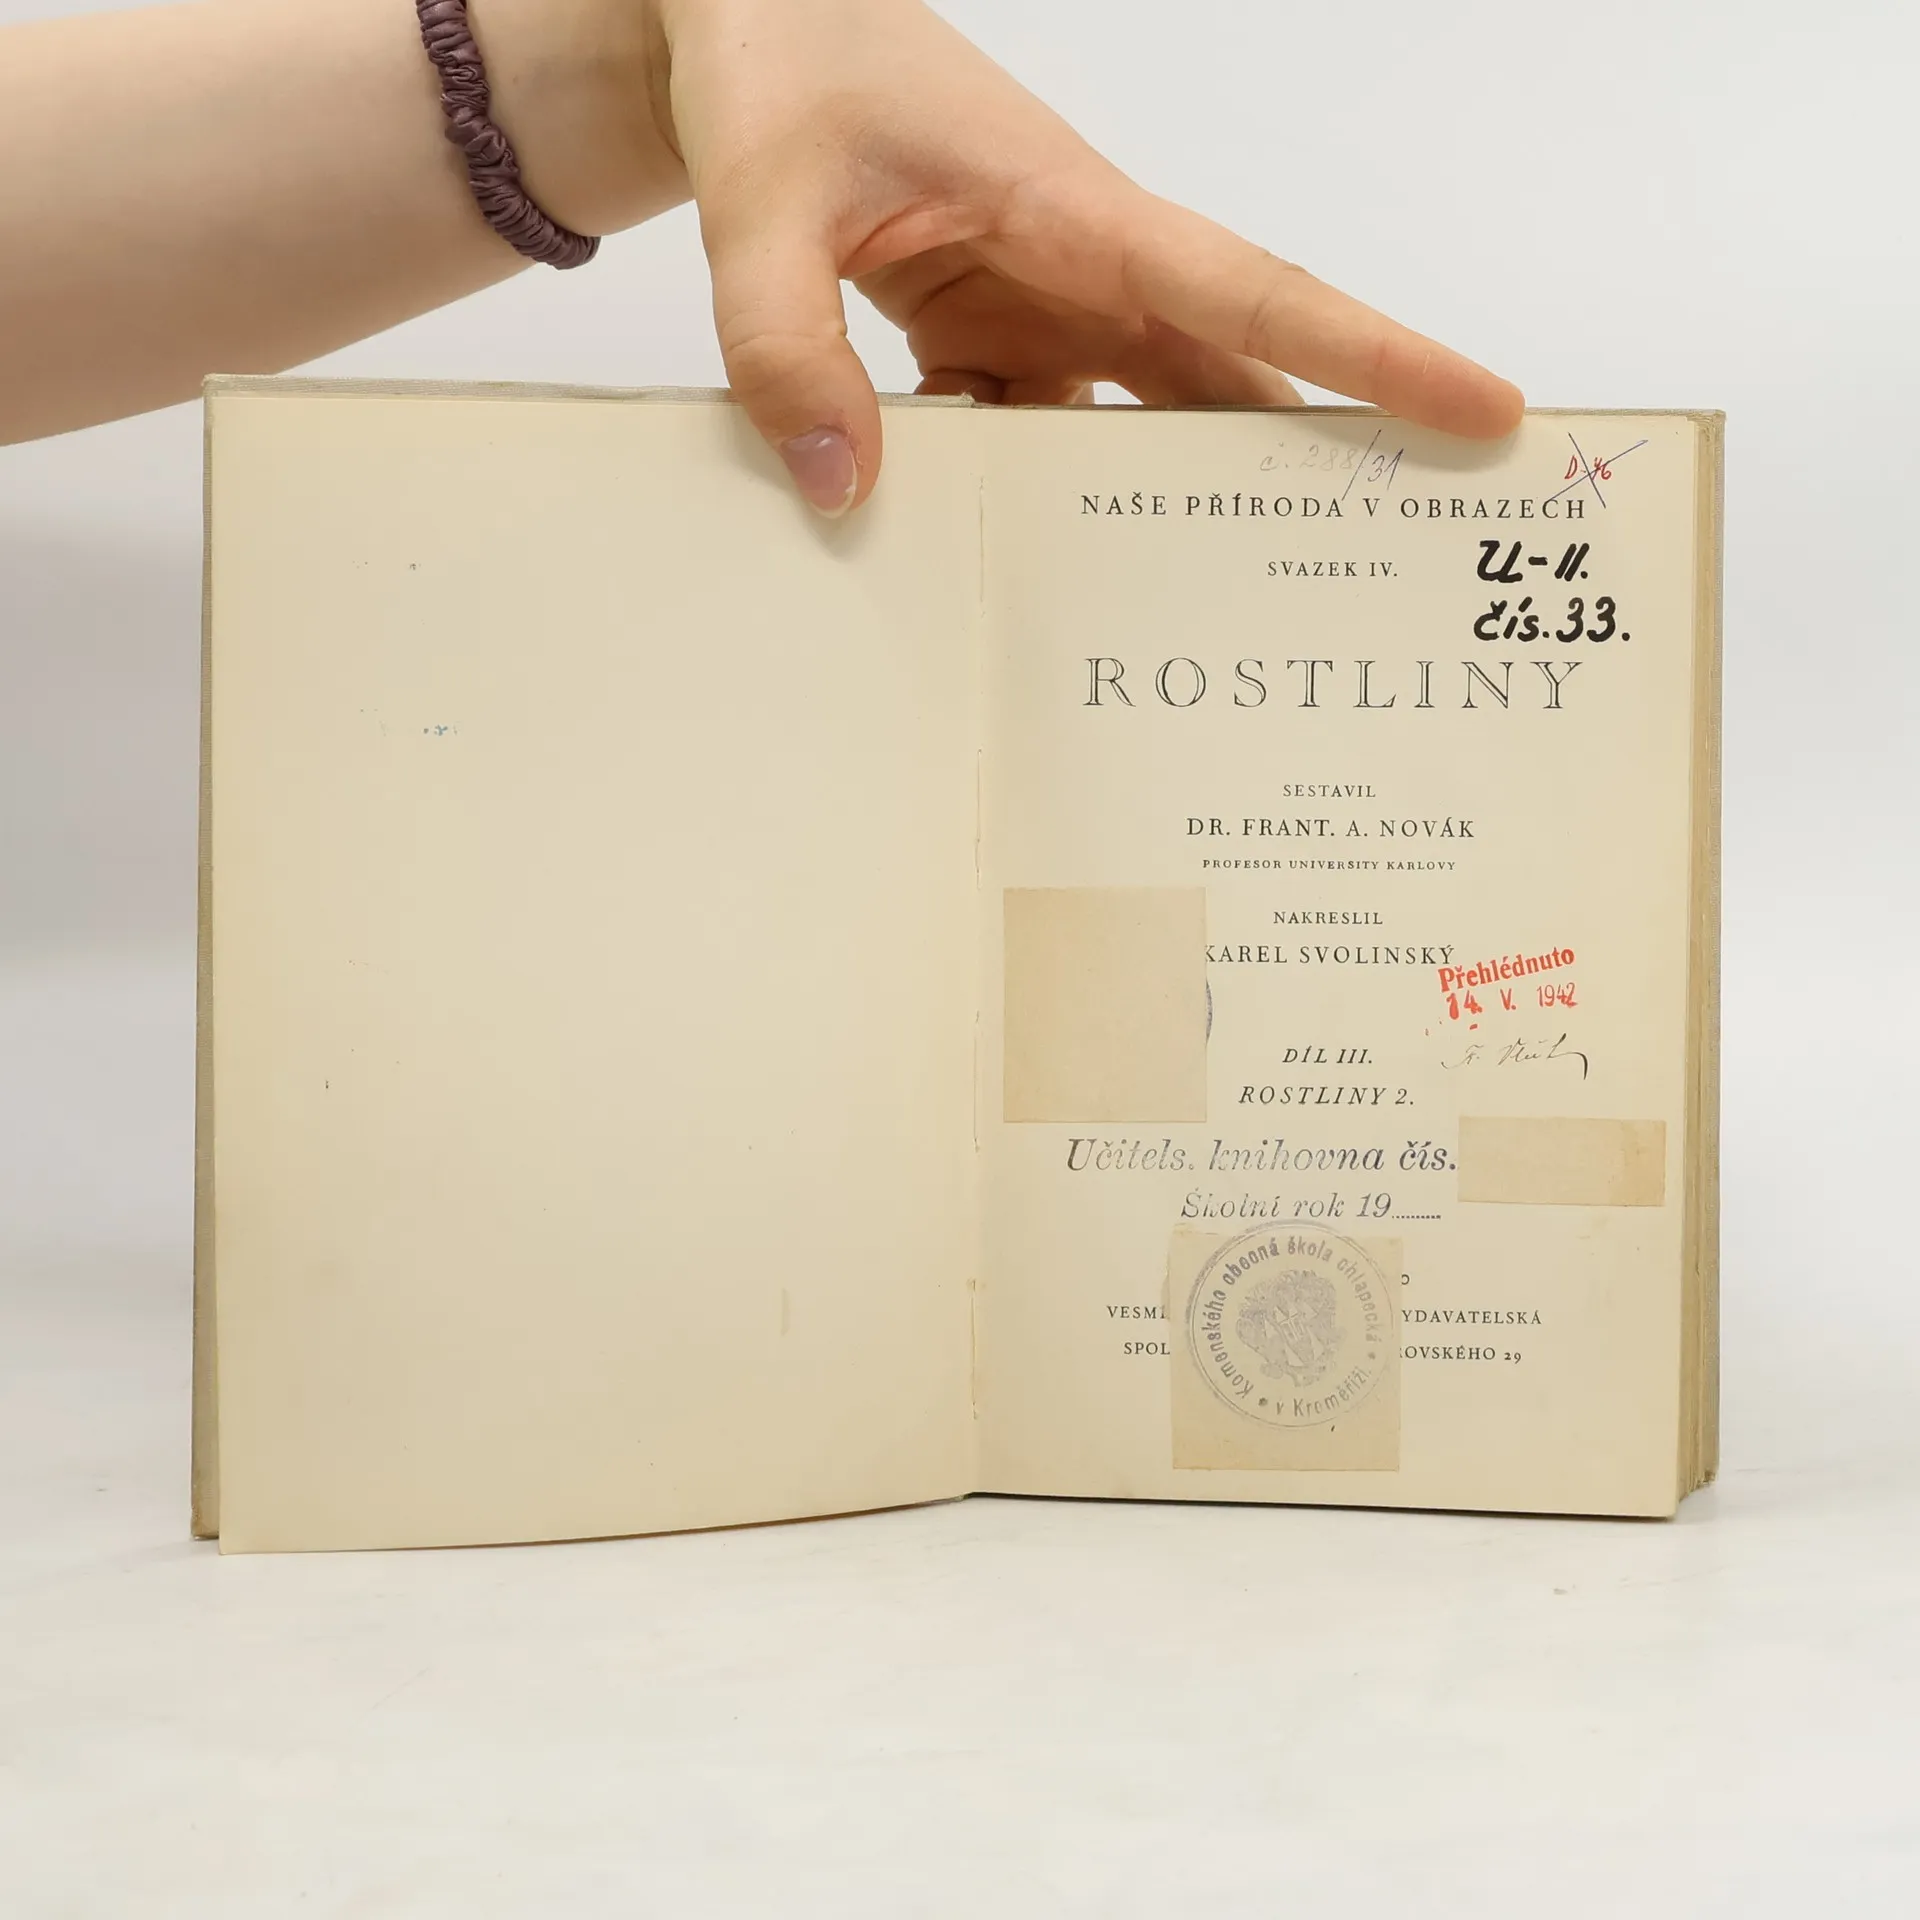 č. 288/31
D-46
NAŠE PŘÍRODA V OBRAZECH
SVAZEK IV.
U-II.
čís. 33.
ROSTLINY
SESTAVIL
DR. FRANT. A. NOVÁK
PROFESOR UNIVERSITY KARLOVY
NAKRESLIL
KAREL SVOLINSKÝ
Přehlédnuto
14. V. 1942
DÍL III.
ROSTLINY 2.
Učitels. knihovna čís.
Školní rok 19........
Komenského obecná škola chlapecká
v Kroměříži.
VESMÍ YDAVATELSKÁ
SPOL OVSKÉHO 29